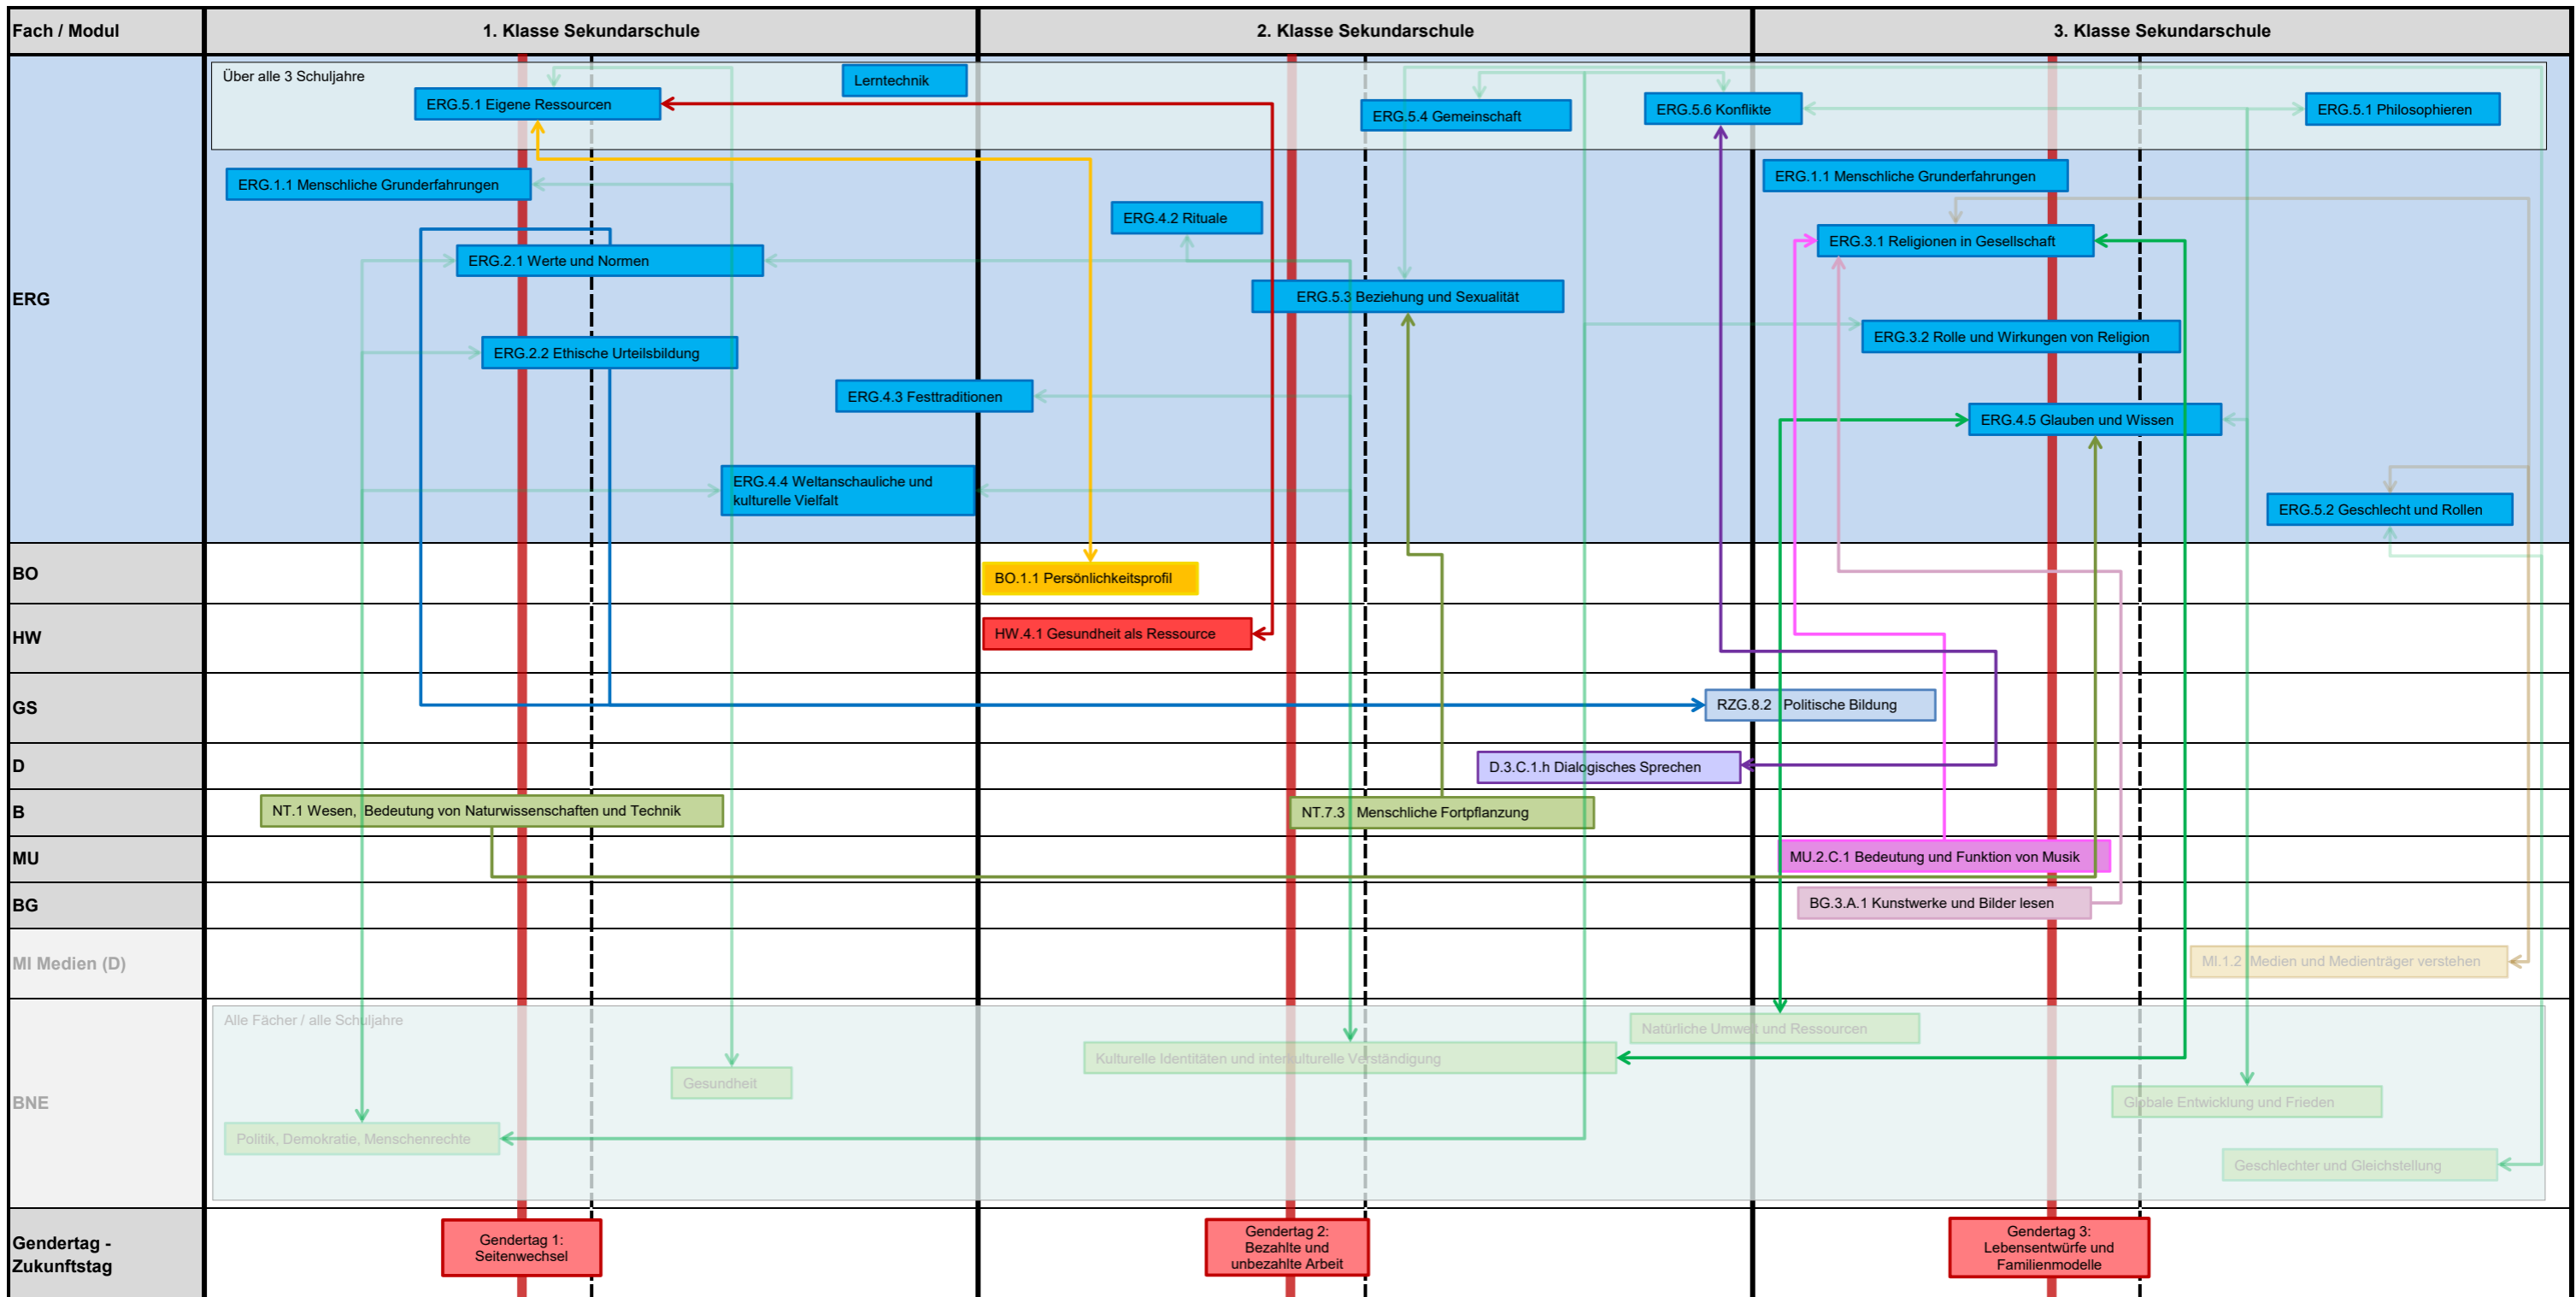 Fach / Modul
1. Klasse Sekundarschule
2. Klasse Sekundarschule
3. Klasse Sekundarschule
ERG
Über alle 3 Schuljahre
Lerntechnik
ERG.5.1 Eigene Ressourcen
ERG.5.4 Gemeinschaft
ERG.5.6 Konflikte
ERG.5.1 Philosophieren
ERG.1.1 Menschliche Grunderfahrungen
ERG.1.1 Menschliche Grunderfahrungen
ERG.4.2 Rituale
ERG.3.1 Religionen in Gesellschaft
ERG.2.1 Werte und Normen
ERG.5.3 Beziehung und Sexualität
ERG.3.2 Rolle und Wirkungen von Religion
ERG.2.2 Ethische Urteilsbildung
ERG.4.3 Festtraditionen
ERG.4.5 Glauben und Wissen
ERG.4.4 Weltanschauliche und
kulturelle Vielfalt
ERG.5.2 Geschlecht und Rollen
BO
BO.1.1 Persönlichkeitsprofil
HW
HW.4.1 Gesundheit als Ressource
GS
RZG.8.2 Politische Bildung
D
D.3.C.1.h Dialogisches Sprechen
B
NT.1 Wesen, Bedeutung von Naturwissenschaften und Technik
NT.7.3 Menschliche Fortpflanzung
MU
MU.2.C.1 Bedeutung und Funktion von Musik
BG
BG.3.A.1 Kunstwerke und Bilder lesen
MI Medien (D)
MI.1.2 Medien und Medienträger verstehen
BNE
Alle Fächer / alle Schuljahre
Natürliche Umwelt und Ressourcen
Kulturelle Identitäten und interkulturelle Verständigung
Gesundheit
Globale Entwicklung und Frieden
Politik, Demokratie, Menschenrechte
Geschlechter und Gleichstellung
Gendertag -
Zukunftstag
Gendertag 1:
Seitenwechsel
Gendertag 2:
Bezahlte und
unbezahlte Arbeit
Gendertag 3:
Lebensentwürfe und
Familienmodelle